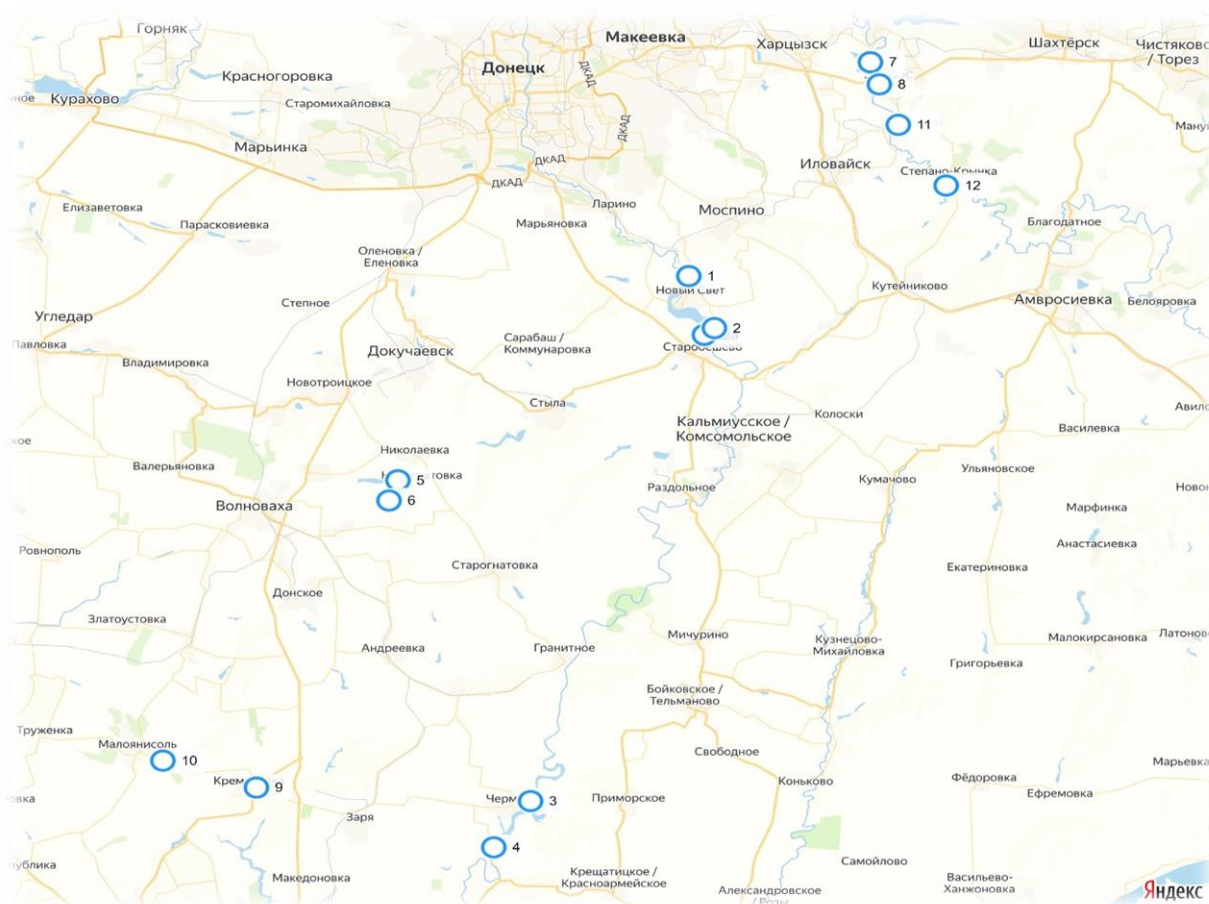 Горняк
Макеевка
Харцызск
Шахтёрск
Чистяково
/ Торез
Донецк
ДКАД
7
Красногоровка
8
Курахово
Старомихайловка
ДКАД
11
Марьинка
ДКАД
Иловайск
ДКАД
Степано-Крынка
12
Елизаветовка
Ларино
Моспино
Парасковиевка
Марьяновка
Благодатное
Оленовка /
Еленовка
1
Новый Свет
Кутейниково
Степное
Амвросиевка
Белояровка
Угледар
2
Павловка
Сарабаш /
Коммунаровка
Старобешево
Докучаевск
Владимировка
Новотроицкое
Стыла
Колоски
Кальмиусское /
Комсомольское
Василевка
Николаевка
Валерьяновка
5
Ульяновское
Кумачово
Раздольное
6
Волноваха
Марфинка
Ровнополь
Анастасиевка
Старогнатовка
Екатериновка
Донское
Златоустовка
Мичурино
Кузнецово-
Михайловка
Малокирсановка
Андреевка
Гранитное
Григорьевка
Бойковское /
Тельманово
Труженка
Малоянисоль
Свободное
10
Коньково
Фёдоровка
Марьевка
9
Ефремовка
3
Приморское
Заря
4
Самойлово
Македоновка
Крещатицкое /
Красноармейское
Васильево-
Ханжоновка
Александровское
/ Розы
Яндекс